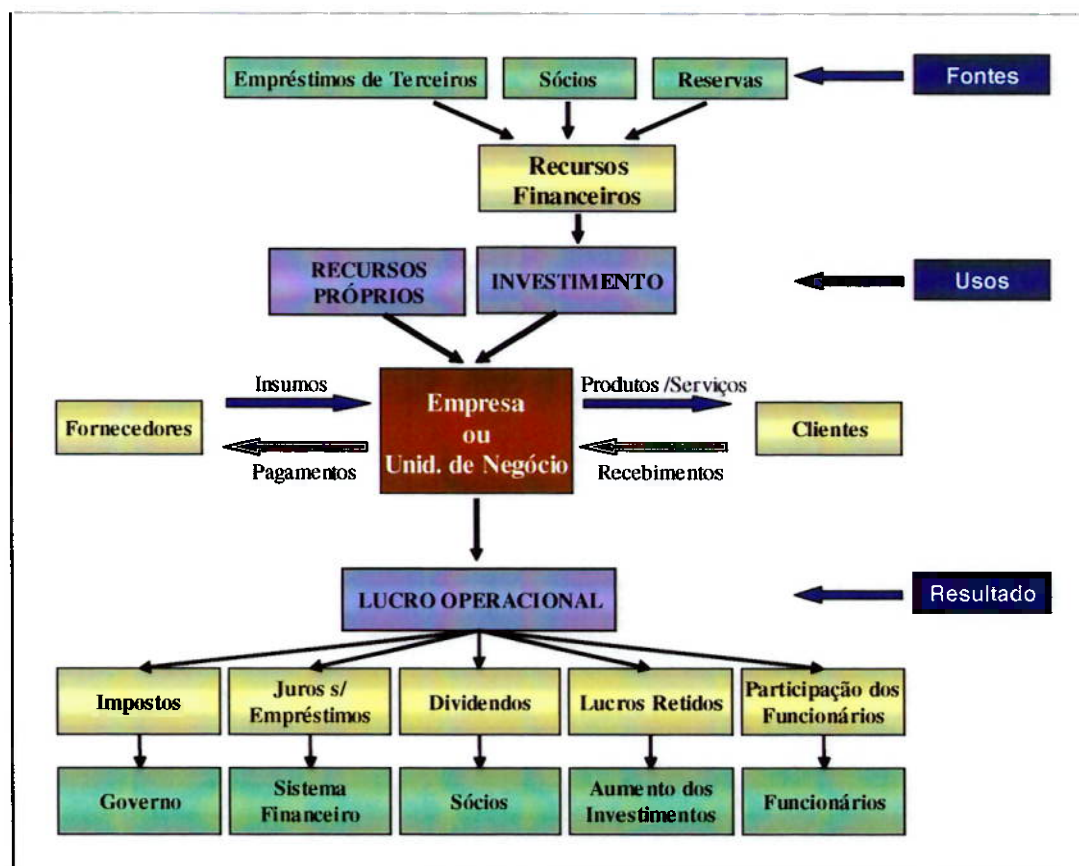 Empréstimos de Terceiros
Sócios
Reservas
Fontes
Recursos
Financeiros
RECURSOS
PRÓPRIOS
INVESTIMENTO
Usos
Insumos
Produtos /Serviços
Fornecedores
Empresa
ou
Unid. de Negócio
Clientes
Pagamentos
Recebimentos
LUCRO OPERACIONAL
Resultado
Impostos
Juros s/
Empréstimos
Dividendos
Lucros Retidos
Participação dos
Funcionários
Governo
Sistema
Financeiro
Sócios
Aumento dos
Investimentos
Funcionários